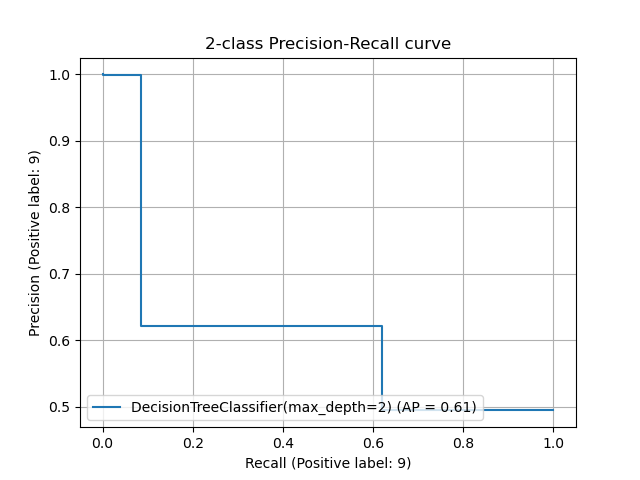 2-class Precision-Recall curve
1.0
0.9
0.8
0.7
0.6
0.5
Precision (Positive label: 9)
DecisionTreeClassifier(max_depth=2) (AP = 0.61)
0.0 0.2 0.4 0.6 0.8 1.0
Recall (Positive label: 9)